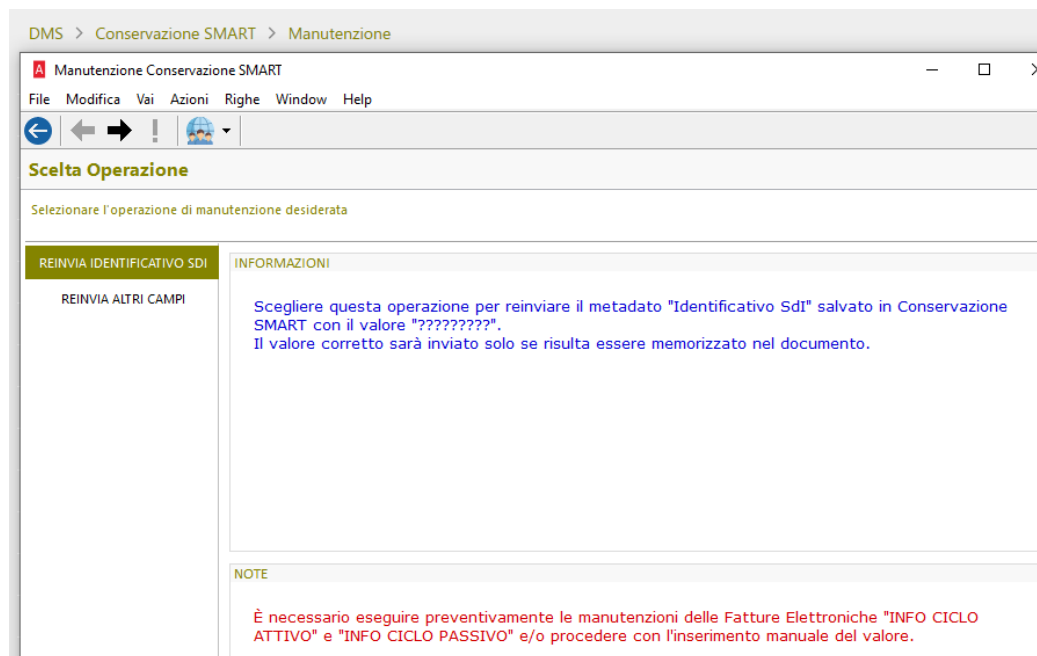 DMS > Conservazione SMART > Manutenzione
A Manutenzione Conservazione SMART
File Modifica Vai Azioni Righe Window Help
Scelta Operazione
Selezionare l'operazione di manutenzione desiderata
REINVIA IDENTIFICATIVO SDI
REINVIA ALTRI CAMPI
INFORMAZIONI
Scegliere questa operazione per reinviare il metadato "Identificativo SdI" salvato in Conservazione
SMART con il valore "?????????".
Il valore corretto sarà inviato solo se risulta essere memorizzato nel documento.
NOTE
È necessario eseguire preventivamente le manutenzioni delle Fatture Elettroniche "INFO CICLO
ATTIVO" e "INFO CICLO PASSIVO" e/o procedere con l'inserimento manuale del valore.